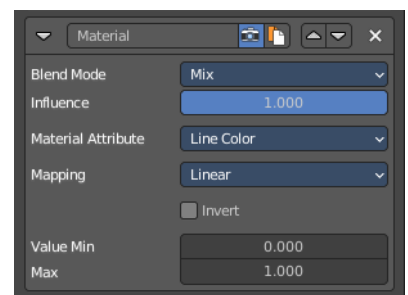 Material
Blend Mode Mix
Influence 1.000
Material Attribute Line Color
Mapping Linear
Invert
Value Min 0.000
Max 1.000